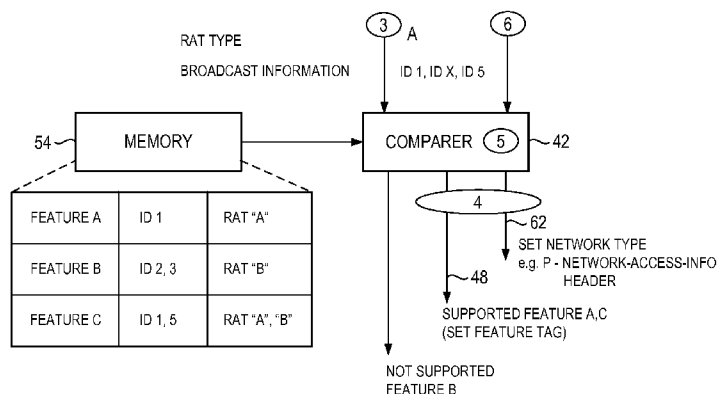 3
A
6
RAT TYPE
BROADCAST INFORMATION
ID 1, ID X, ID 5
54
MEMORY
COMPARER
5
42
4
62
FEATURE A
ID 1
RAT "A"
FEATURE B
ID 2, 3
RAT "B"
FEATURE C
ID 1, 5
RAT "A", "B"
SET NETWORK TYPE
e.g. P - NETWORK-ACCESS-INFO
HEADER
48
SUPPORTED FEATURE A,C
(SET FEATURE TAG)
NOT SUPPORTED
FEATURE B